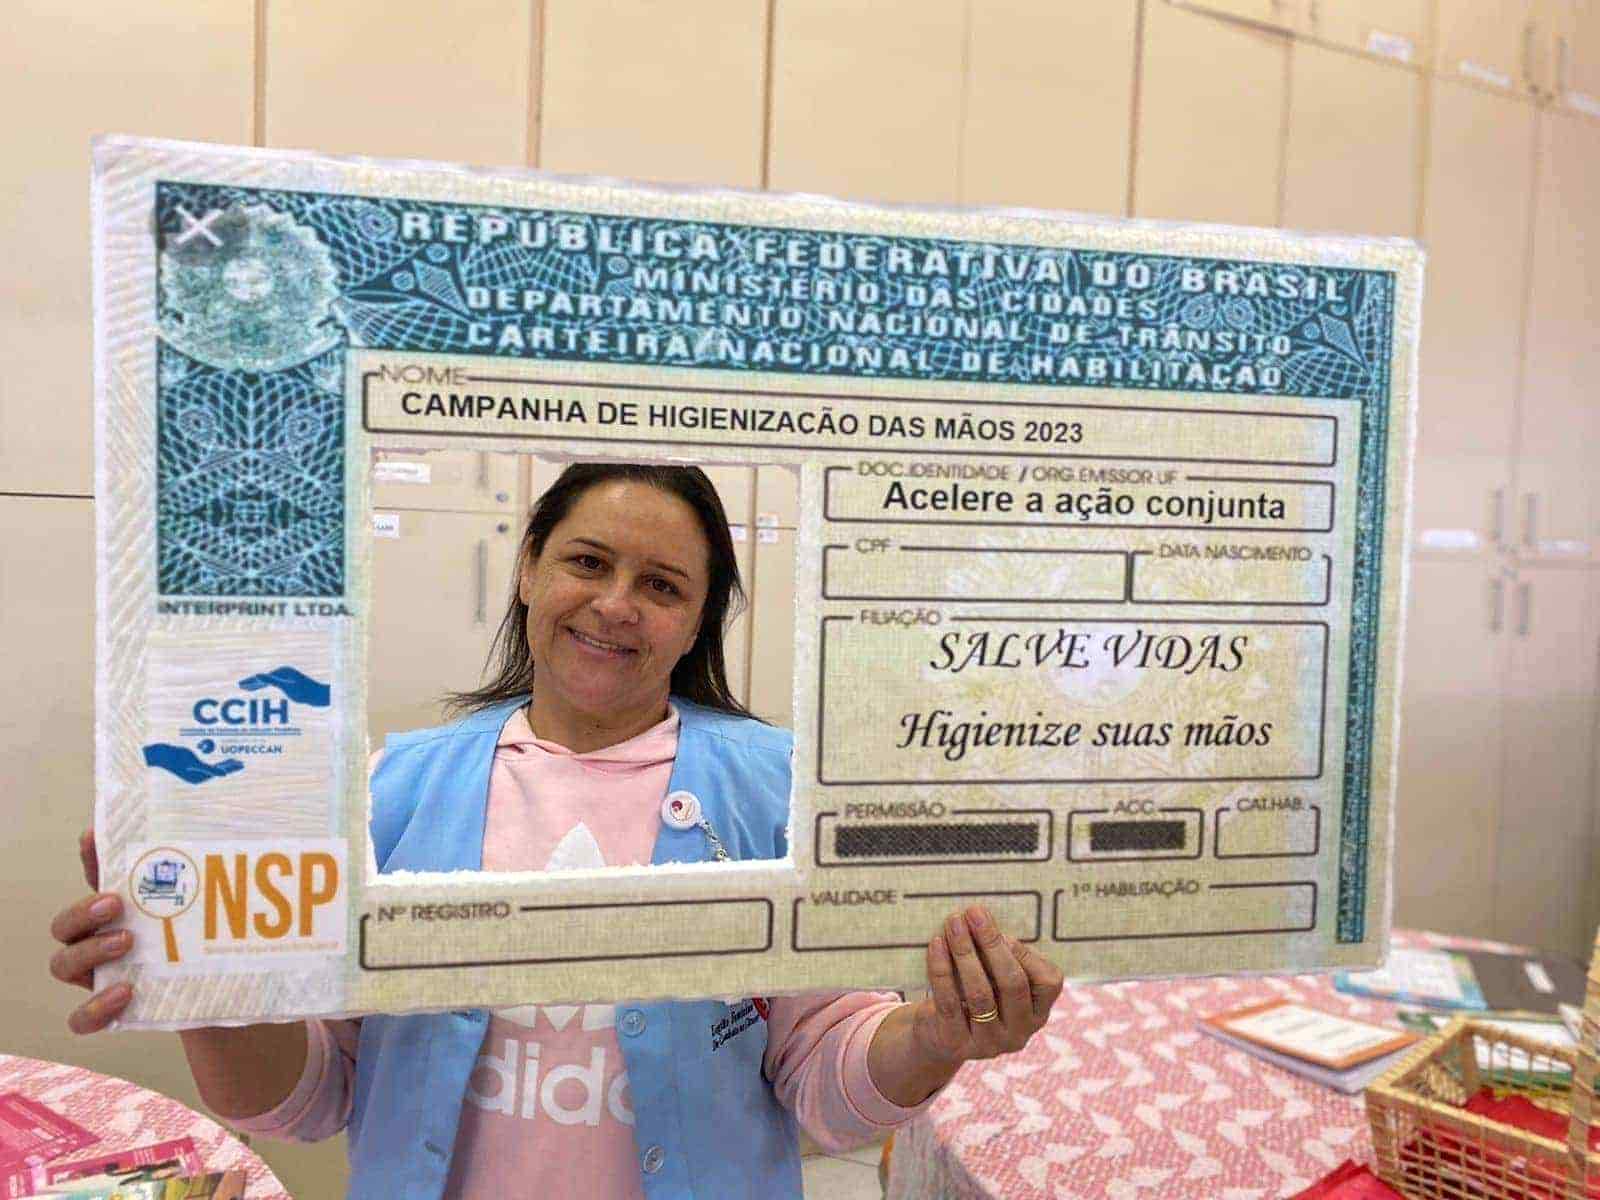 REPÚBLICA FEDERATIVA DO BRASIL
MINISTÉRIO DAS CIDADES
DEPARTAMENTO NACIONAL DE TRÂNSITO
CARTEIRA NACIONAL DE HABILITAÇÃO
NOME
CAMPANHA DE HIGIENIZAÇÃO DAS MÃOS 2023
DOC.IDENTIDADE / ORG.EMISSOR UF
Acelere a ação conjunta
CPF
DATA NASCIMENTO
FILIAÇÃO
SALVE VIDAS
Higienize suas mãos
PERMISSÃO
ACC
CAT.HAB.
Nº REGISTRO
VALIDADE
1ª HABILITAÇÃO
INTERPRINT LTDA.
CCIH
UOPECCAN
NSP
adidas